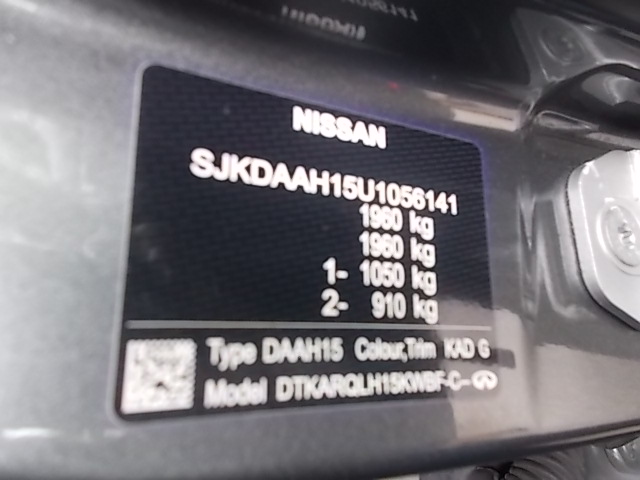 NISSAN
SJKDAAH15U1056141
1960 kg
1960 kg
1- 1050 kg
2- 910 kg
Type DAAH15 Colour,Trim KAD G
Model DTKARQLH15KWBF-C-